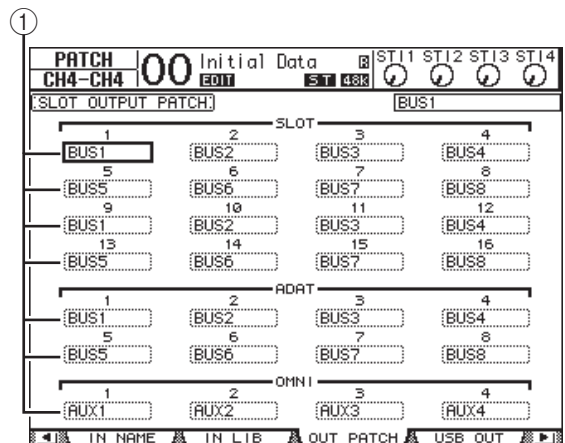 1
PATCH
CH4-CH4
00 Initial Data R
EDIT ST 48K
STI1 STI2 STI3 STI4
SLOT OUTPUT PATCH
BUS1
SLOT
1 2 3 4
BUS1 BUS2 BUS3 BUS4
5 6 7 8
BUS5 BUS6 BUS7 BUS8
9 10 11 12
BUS1 BUS2 BUS3 BUS4
13 14 15 16
BUS5 BUS6 BUS7 BUS8
ADAT
1 2 3 4
BUS1 BUS2 BUS3 BUS4
5 6 7 8
BUS5 BUS6 BUS7 BUS8
OMNI
1 2 3 4
AUX1 AUX2 AUX3 AUX4
IN NAME IN LIB OUT PATCH USB OUT